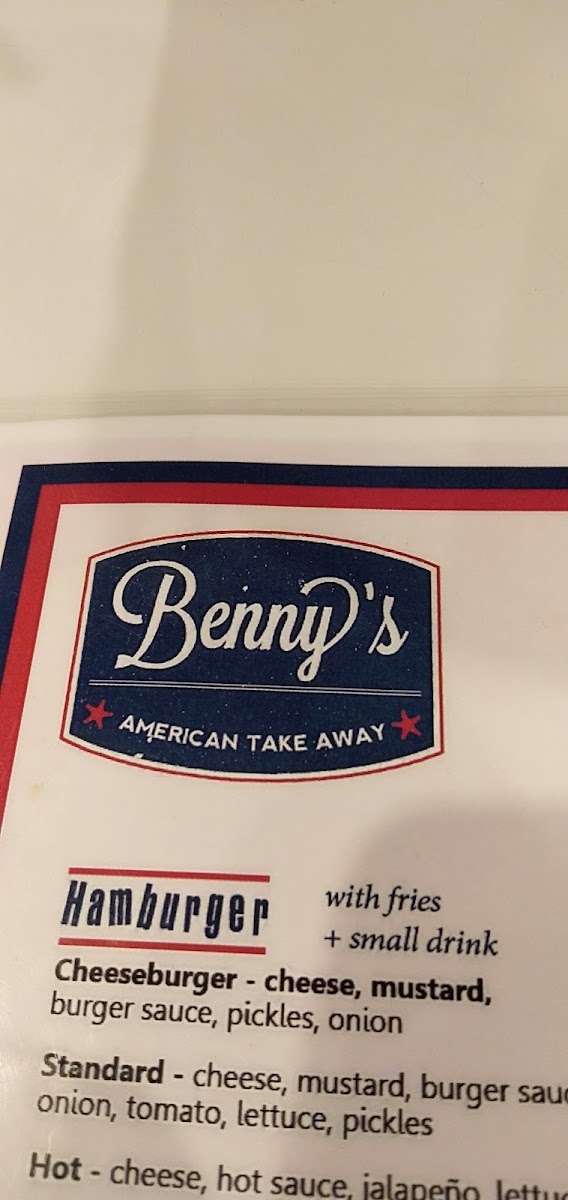 Benny's
AMERICAN TAKE AWAY
Hamburger
with fries
+ small drink
Cheeseburger - cheese, mustard,
burger sauce, pickles, onion
Standard - cheese, mustard, burger
onion, tomato, lettuce, pickles
Hot - cheese, hot sauce, jalapeño,